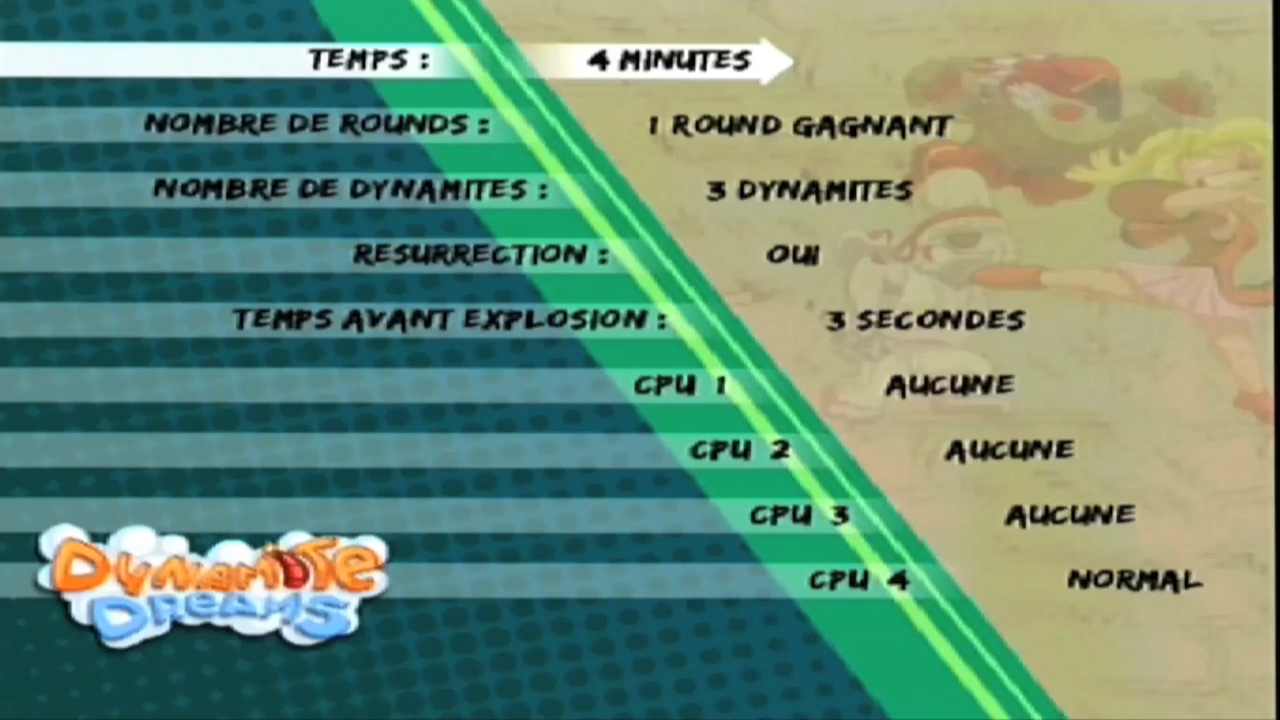 TEMPS : 4 MINUTES
NOMBRE DE ROUNDS : 1 ROUND GAGNANT
NOMBRE DE DYNAMITES : 3 DYNAMITES
RESURRECTION : OUI
TEMPS AVANT EXPLOSION : 3 SECONDES
CPU 1 AUCUNE
CPU 2 AUCUNE
CPU 3 AUCUNE
CPU 4 NORMAL
DYNAMITE
DREAMS